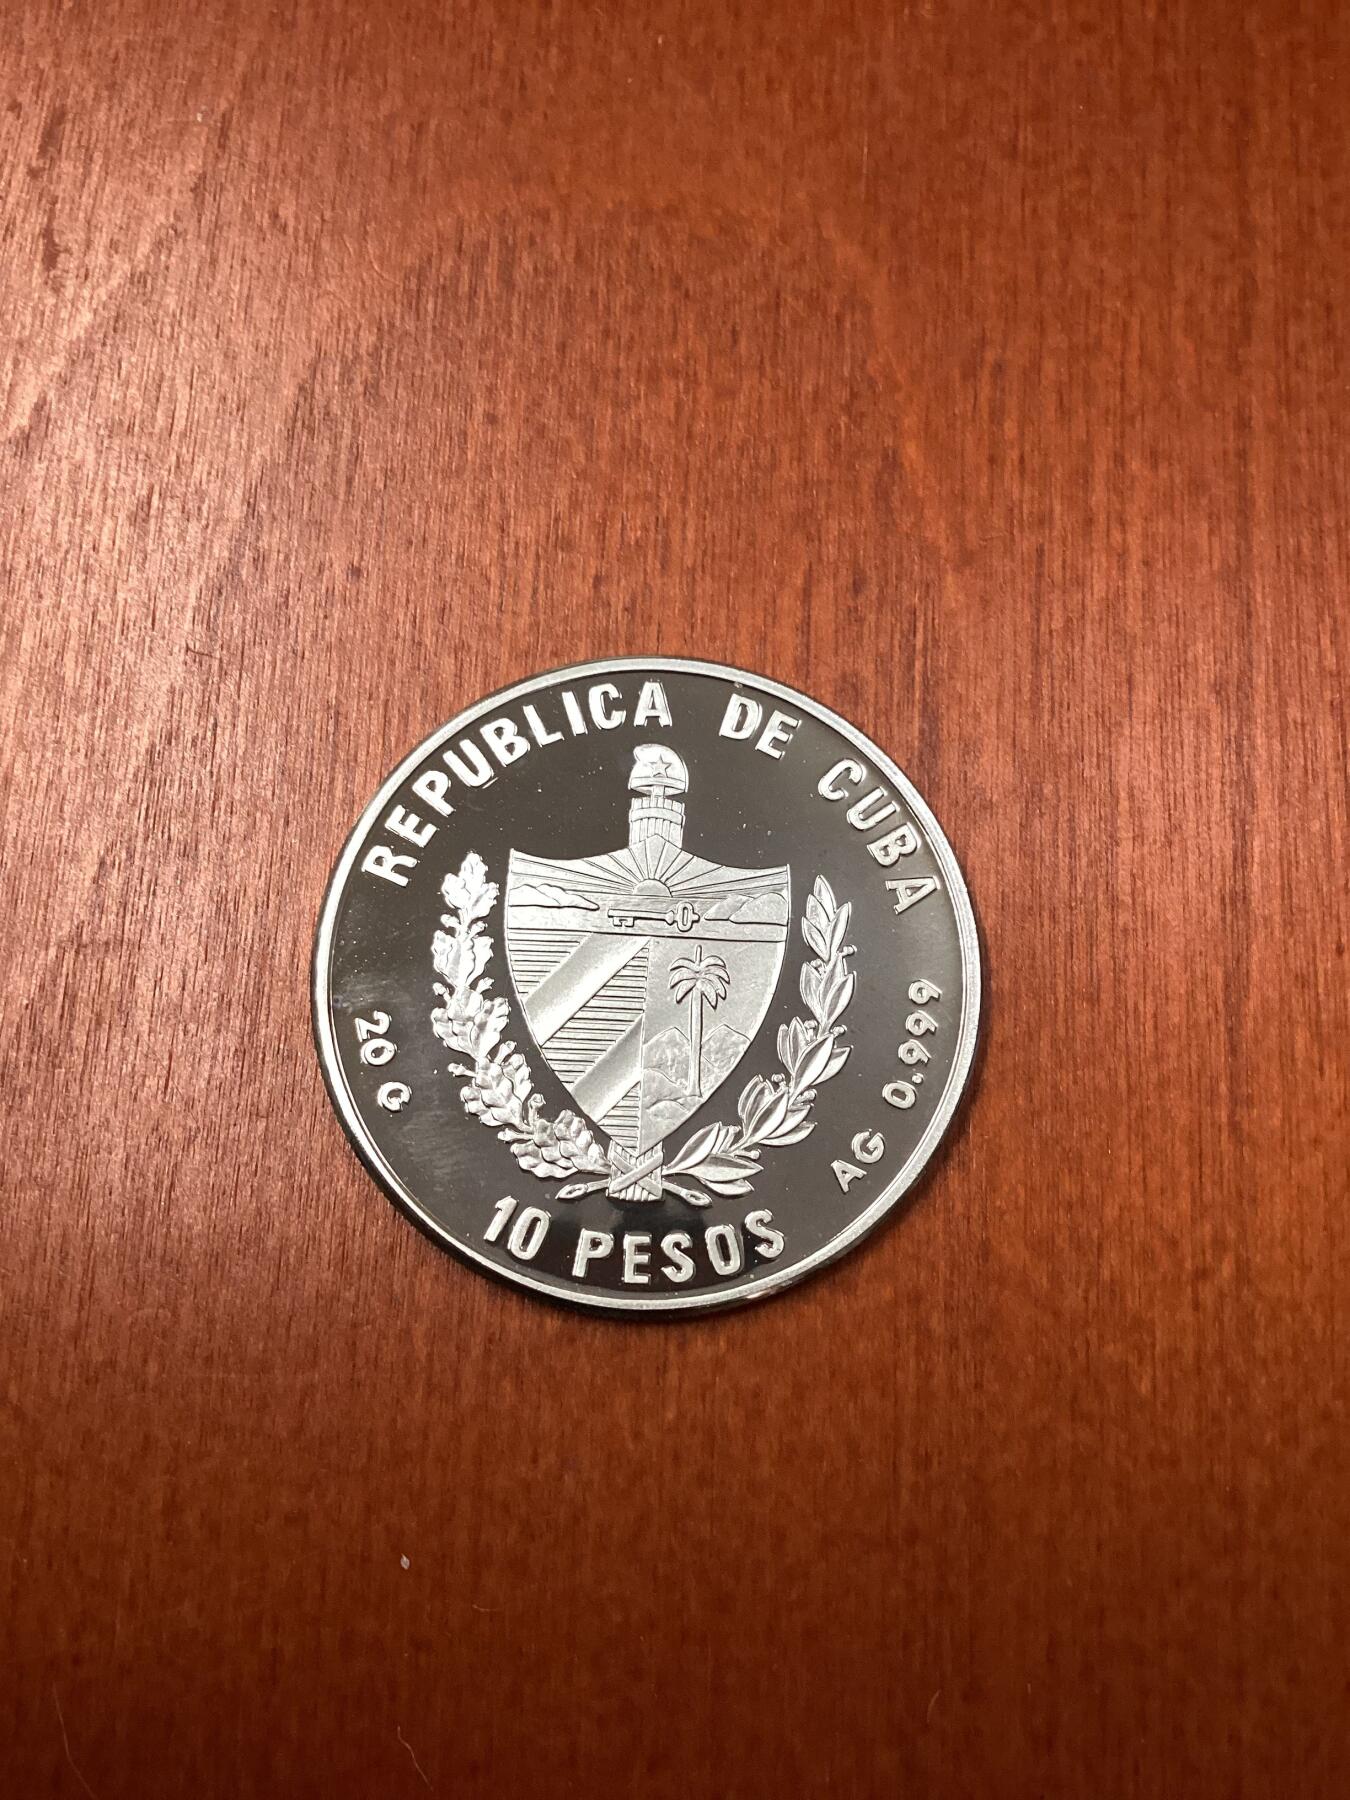 REPUBLICA DE CUBA
20 G
AG 0.999
10 PESOS